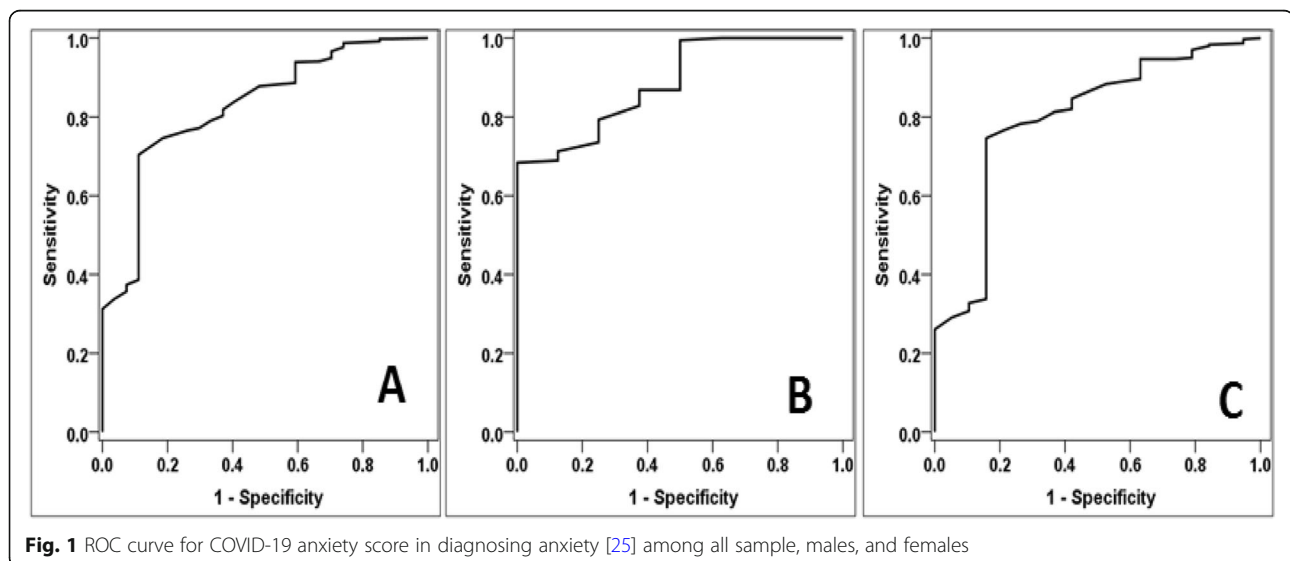 1.0
0.8
0.6
0.4
0.2
0.0
Sensitivity
A
0.0 0.2 0.4 0.6 0.8 1.0
1 - Specificity
1.0
0.8
0.6
0.4
0.2
0.0
Sensitivity
B
0.0 0.2 0.4 0.6 0.8 1.0
1 - Specificity
1.0
0.8
0.6
0.4
0.2
0.0
Sensitivity
C
0.0 0.2 0.4 0.6 0.8 1.0
1 - Specificity
Fig. 1 ROC curve for COVID-19 anxiety score in diagnosing anxiety [25] among all sample, males, and females